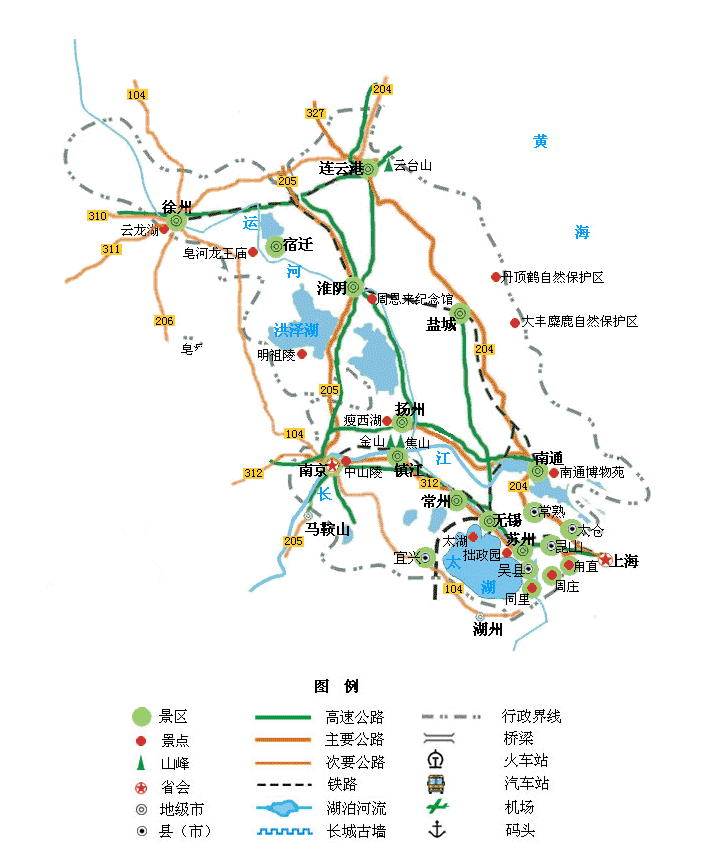 104
204
327
黄
连云港
云台山
205
徐州
310
云龙湖
运
海
宿迁
311
皂河龙王庙
河
丹顶鹤自然保护区
淮阴
周恩来纪念馆
206
洪泽湖
盐城
大丰麋鹿自然保护区
明祖陵
204
205
扬州
瘦西湖
104
金山
焦山
江
南通
312
南京
中山陵
镇江
南通博物苑
312
204
长
常州
常熟
马鞍山
无锡
太仓
205
太湖
苏州
昆山
拙政园
宜兴
太
吴县
甪直
上海
104
湖
周庄
同里
湖州
图 例
景区
高速公路
行政界线
景点
主要公路
桥梁
山峰
次要公路
火车站
省会
铁路
汽车站
地级市
湖泊河流
机场
县（市）
长城古墙
码头